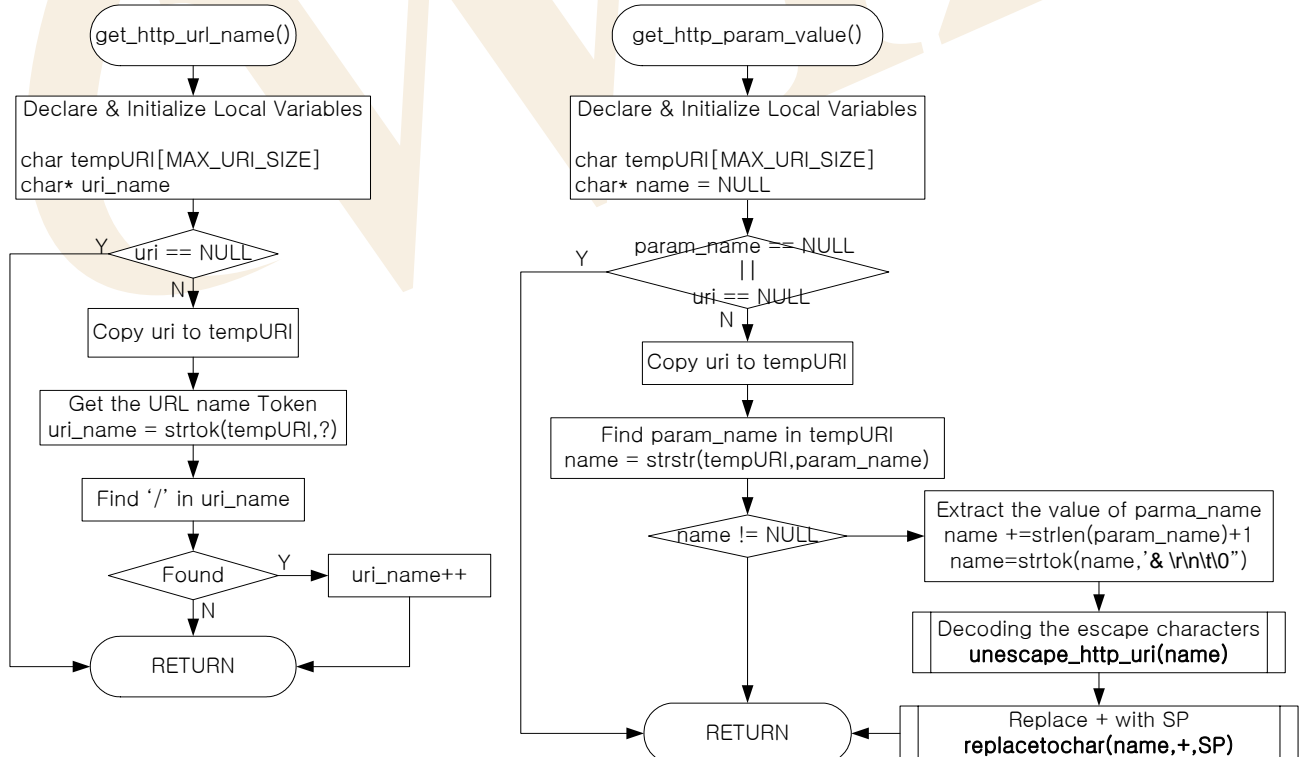 get_http_url_name()
Declare & Initialize Local Variables
char tempURI[MAX_URI_SIZE]
char* uri_name
uri == NULL
Y
N
Copy uri to tempURI
Get the URL name Token
uri_name = strtok(tempURI,?)
Find ‘/’ in uri_name
Found
Y
uri_name++
N
RETURN
get_http_param_value()
Declare & Initialize Local Variables
char tempURI[MAX_URI_SIZE]
char* name = NULL
param_name == NULL
||
uri == NULL
Y
N
Copy uri to tempURI
Find param_name in tempURI
name = strstr(tempURI,param_name)
name != NULL
Extract the value of parma_name
name +=strlen(param_name)+1
name=strtok(name,’& \r\n\t\0”)
Decoding the escape characters
unescape_http_uri(name)
Replace + with SP
replacetochar(name,+,SP)
RETURN